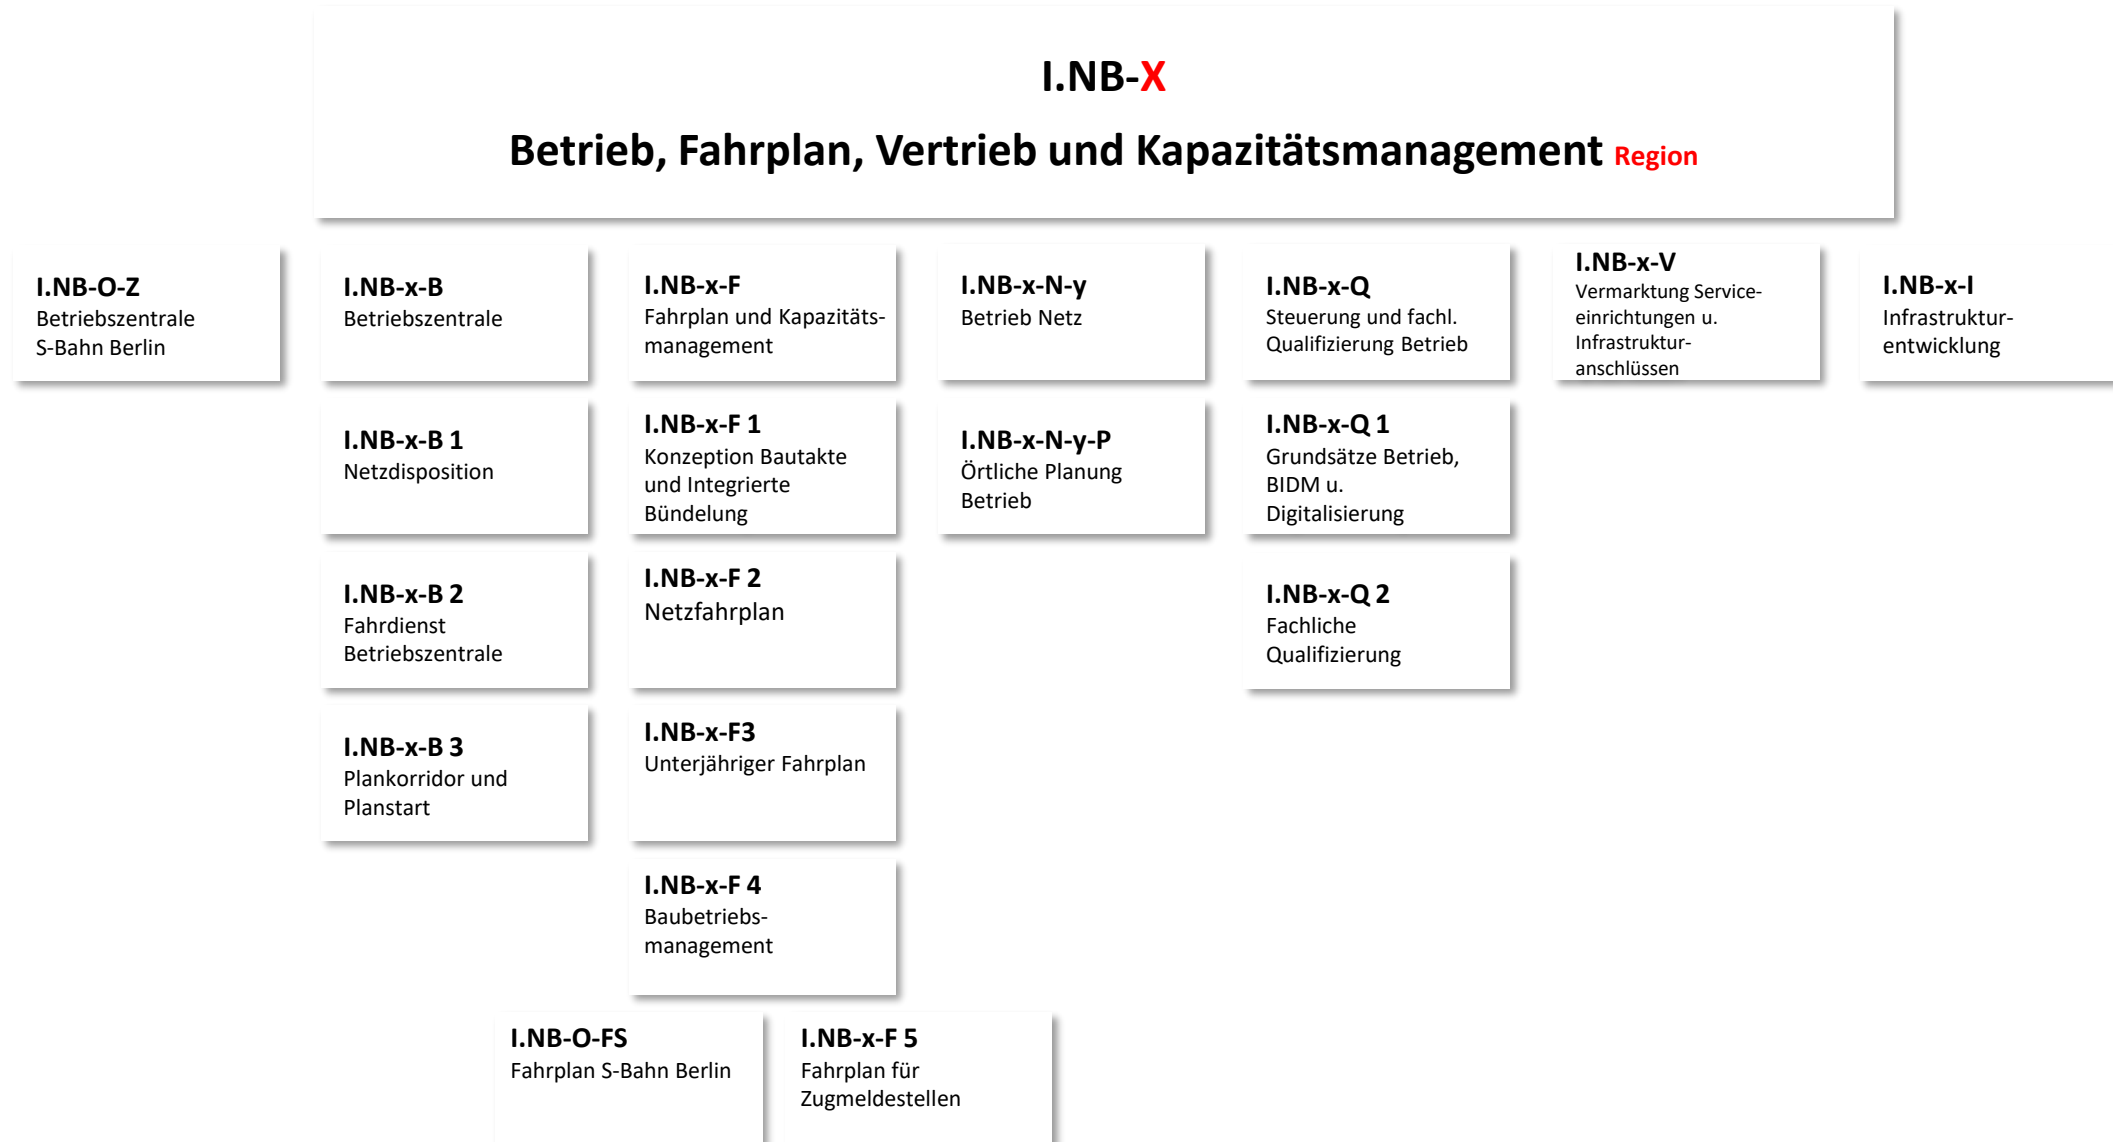 I.NB-X
Betrieb, Fahrplan, Vertrieb und Kapazitätsmanagement Region
I.NB-O-Z
Betriebszentrale
S-Bahn Berlin
I.NB-x-B
Betriebszentrale
I.NB-x-F
Fahrplan und Kapazitäts-
management
I.NB-x-N-y
Betrieb Netz
I.NB-x-Q
Steuerung und fachl.
Qualifizierung Betrieb
I.NB-x-V
Vermarktung Service-
einrichtungen u.
Infrastruktur-
anschlüssen
I.NB-x-I
Infrastruktur-
entwicklung
I.NB-x-B 1
Netzdisposition
I.NB-x-F 1
Konzeption Bautakte
und Integrierte
Bündelung
I.NB-x-N-y-P
Örtliche Planung
Betrieb
I.NB-x-Q 1
Grundsätze Betrieb,
BIDM u.
Digitalisierung
I.NB-x-B 2
Fahrdienst
Betriebszentrale
I.NB-x-F 2
Netzfahrplan
I.NB-x-Q 2
Fachliche
Qualifizierung
I.NB-x-B 3
Plankorridor und
Planstart
I.NB-x-F3
Unterjähriger Fahrplan
I.NB-x-F 4
Baubetriebs-
management
I.NB-O-FS
Fahrplan S-Bahn Berlin
I.NB-x-F 5
Fahrplan für
Zugmeldestellen